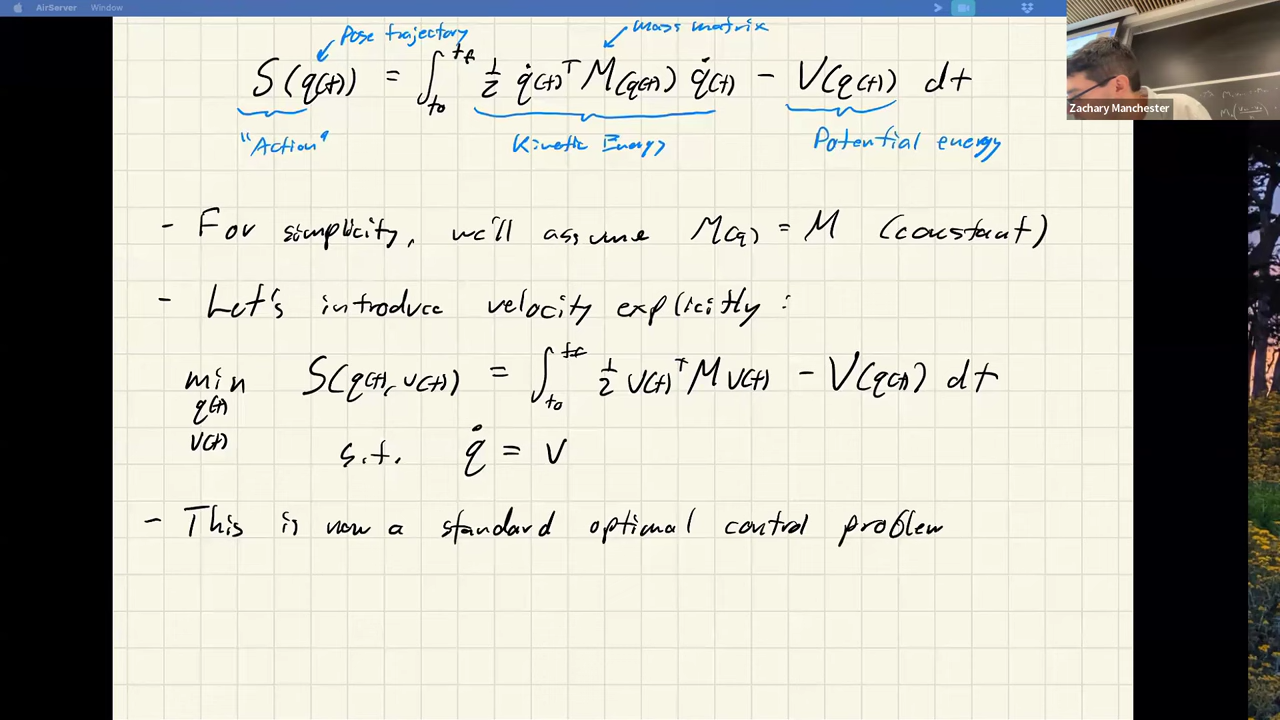 AirServer Window
Pose trajectory
mass matrix
S(q(t)) = ∫_{t0}^{tf} 1/2 q̇(t)ᵀ M(q(t)) q̇(t) - V(q(t)) dt
"Action" Kinetic Energy Potential energy
Zachary Manchester
- For simplicity, we'll assume M(q) = M (constant)
- Let's introduce velocity explicitly :
min q(t) v(t) S(q(t), v(t)) = ∫_{t0}^{tf} 1/2 v(t)ᵀ M v(t) - V(q(t)) dt
s.t. q̇ = v
- This is now a standard optimal control problem